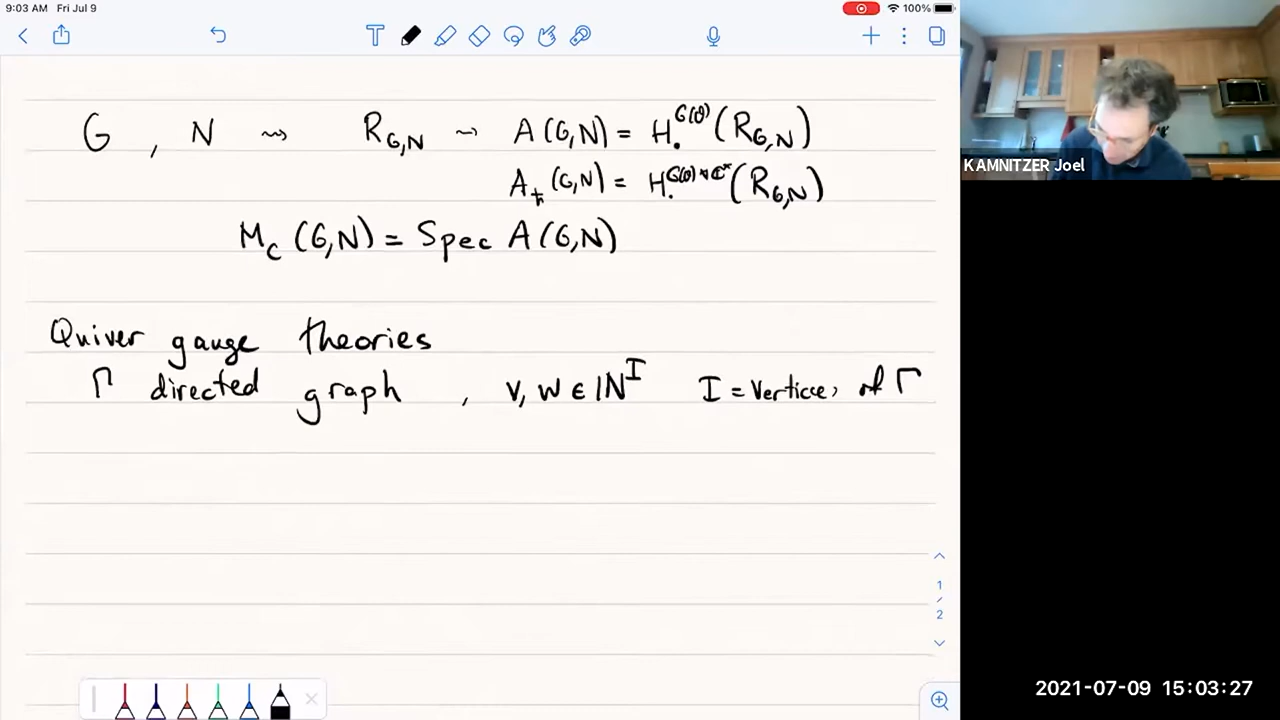 9:03 AM Fri Jul 9
100%
G , N ⇝ R_{G,N} ⇝ A(G,N) = H_•^{G(O)}(R_{G,N})
A_ħ(G,N) = H_•^{G(O)⋊ℂ^×}(R_{G,N})
M_C(G,N) = Spec A(G,N)
Quiver gauge theories
Γ directed graph , v, w ∈ ℕ^I I = vertices of Γ
KAMNITZER Joel
1
/
2
2021-07-09 15:03:27